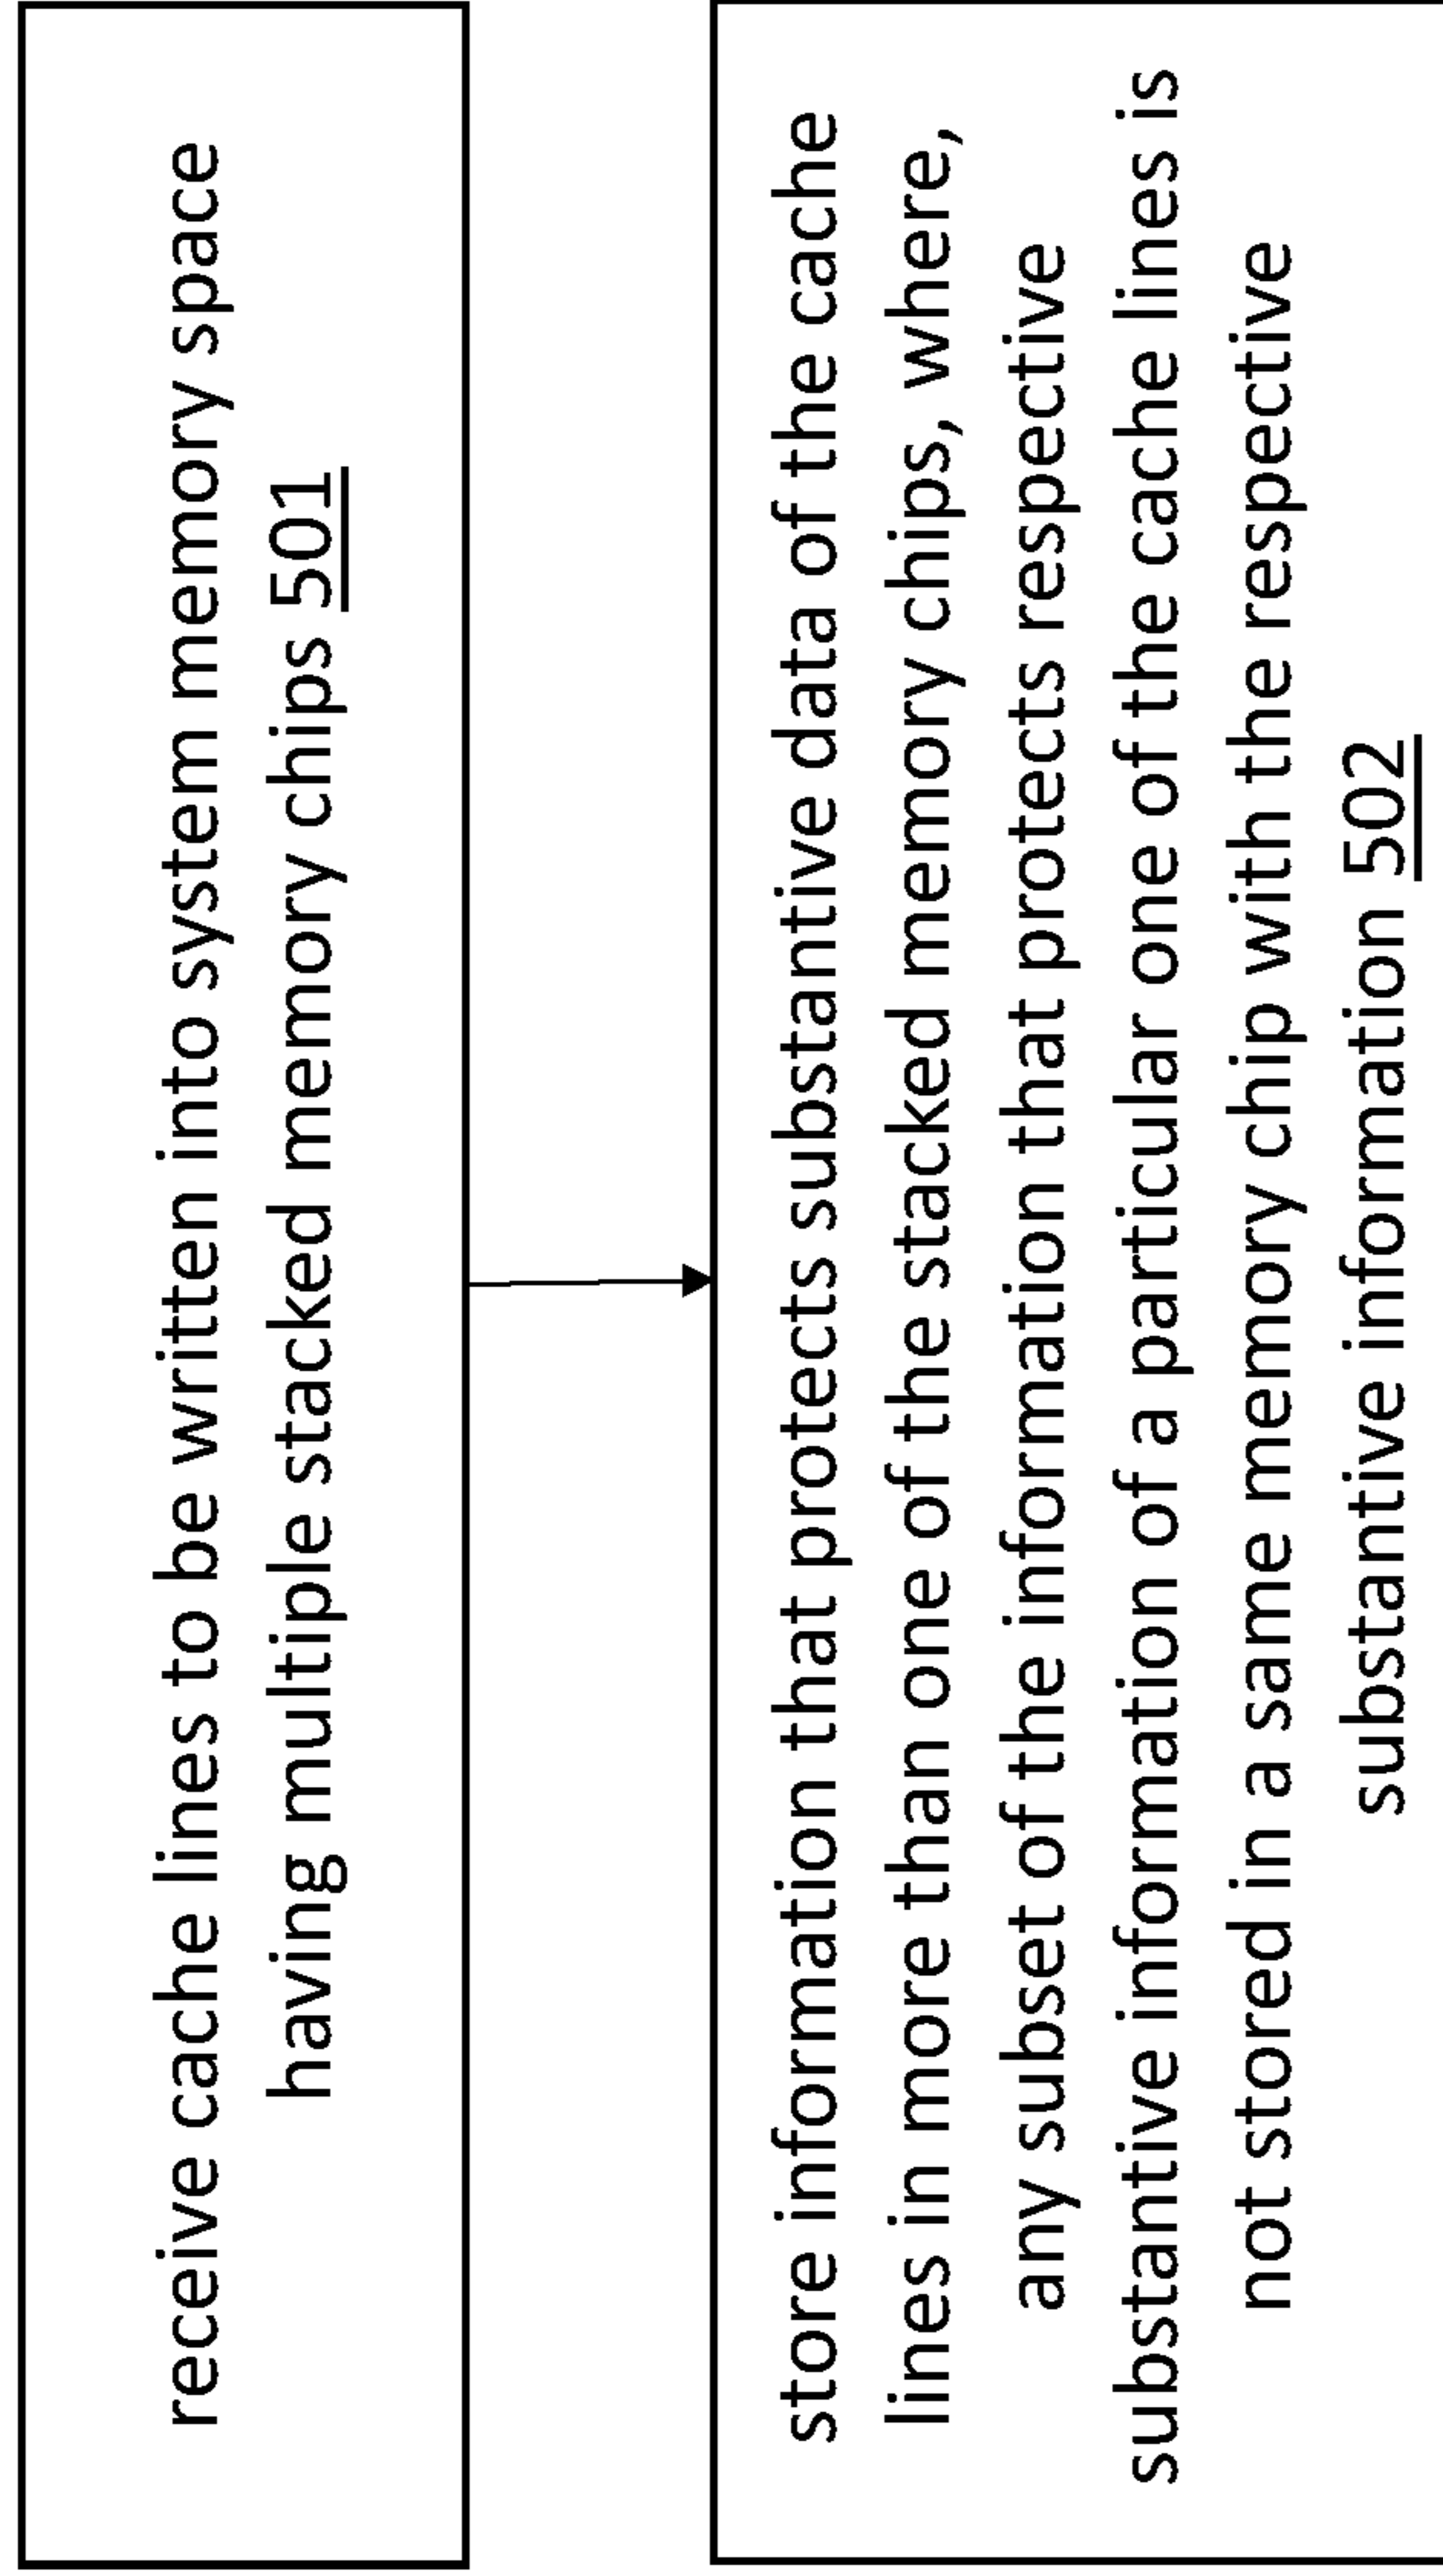 receive cache lines to be written into system memory space
having multiple stacked memory chips 501
store information that protects substantive data of the cache
lines in more than one of the stacked memory chips, where,
any subset of the information that protects respective
substantive information of a particular one of the cache lines is
not stored in a same memory chip with the respective
substantive information 502